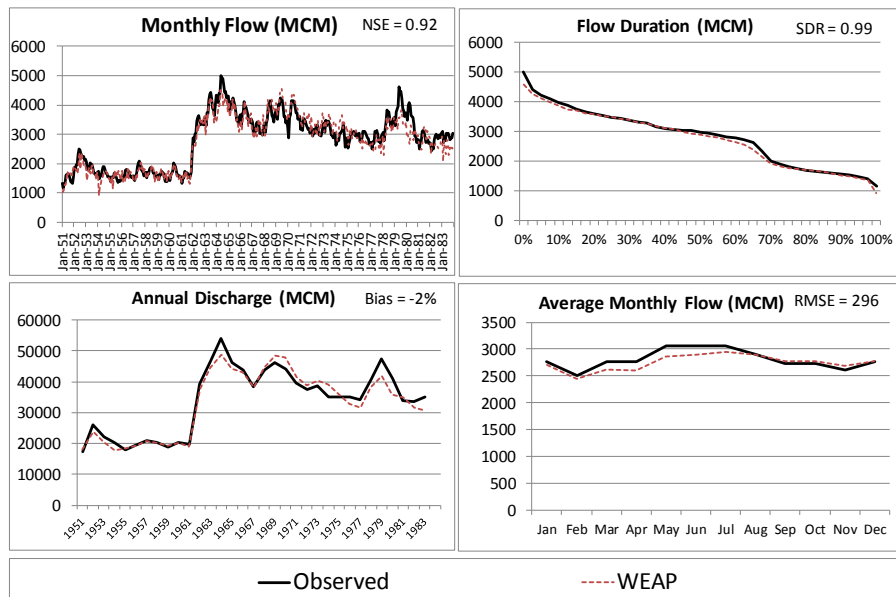 Monthly Flow (MCM) NSE = 0.92
6000
5000
4000
3000
2000
1000
0
Jan-51
Jan-52
Jan-53
Jan-54
Jan-55
Jan-56
Jan-57
Jan-58
Jan-59
Jan-60
Jan-61
Jan-62
Jan-63
Jan-64
Jan-65
Jan-66
Jan-67
Jan-68
Jan-69
Jan-70
Jan-71
Jan-72
Jan-73
Jan-74
Jan-75
Jan-76
Jan-77
Jan-78
Jan-79
Jan-80
Jan-81
Jan-82
Jan-83
Flow Duration (MCM) SDR = 0.99
6000
5000
4000
3000
2000
1000
0
0% 10% 20% 30% 40% 50% 60% 70% 80% 90% 100%
Annual Discharge (MCM) Bias = -2%
60000
50000
40000
30000
20000
10000
0
1951 1953 1955 1957 1959 1961 1963 1965 1967 1969 1971 1973 1975 1977 1979 1981 1983
Average Monthly Flow (MCM) RMSE = 296
3500
3000
2500
2000
1500
1000
500
0
Jan Feb Mar Apr May Jun Jul Aug Sep Oct Nov Dec
Observed WEAP